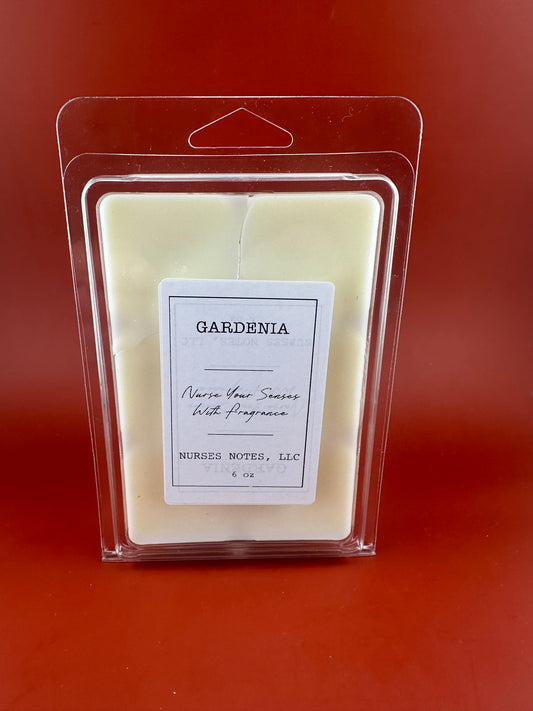 GARDENIA
Nurse Your Senses
With Fragrance
NURSES NOTES, LLC
6 oz